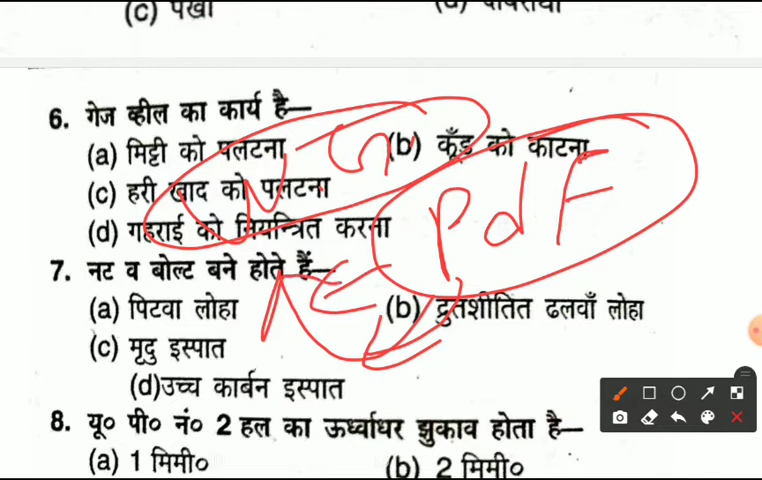 (c) पंखा
6. गेज व्हील का कार्य है—
(a) मिट्टी को पलटना (b) कूँड़ को काटना
(c) हरी खाद को पलटना
(d) गहराई को नियन्त्रित करना
PdF
7. नट व बोल्ट बने होते हैं—
(a) पिटवा लोहा (b) द्रुतशीतित ढलवाँ लोहा
(c) मृदु इस्पात
(d)उच्च कार्बन इस्पात
8. यू० पी० नं० 2 हल का ऊर्ध्वाधर झुकाव होता है—
(a) 1 मिमी० (b) 2 मिमी०